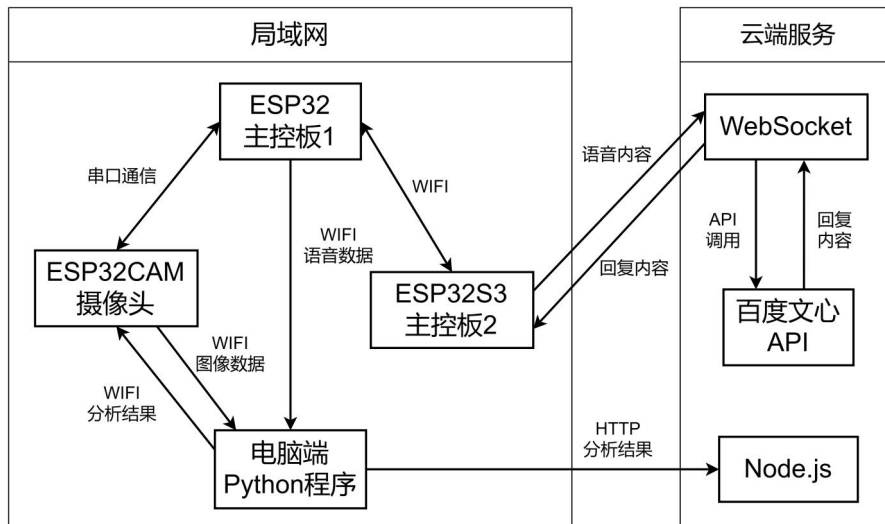 局域网
云端服务
ESP32
主控板1
WebSocket
语音内容
串口通信
WIFI
API
调用
回复
内容
WIFI
语音数据
ESP32CAM
摄像头
ESP32S3
主控板2
回复内容
百度文心
API
WIFI
图像数据
WIFI
分析结果
HTTP
分析结果
电脑端
Python程序
Node.js